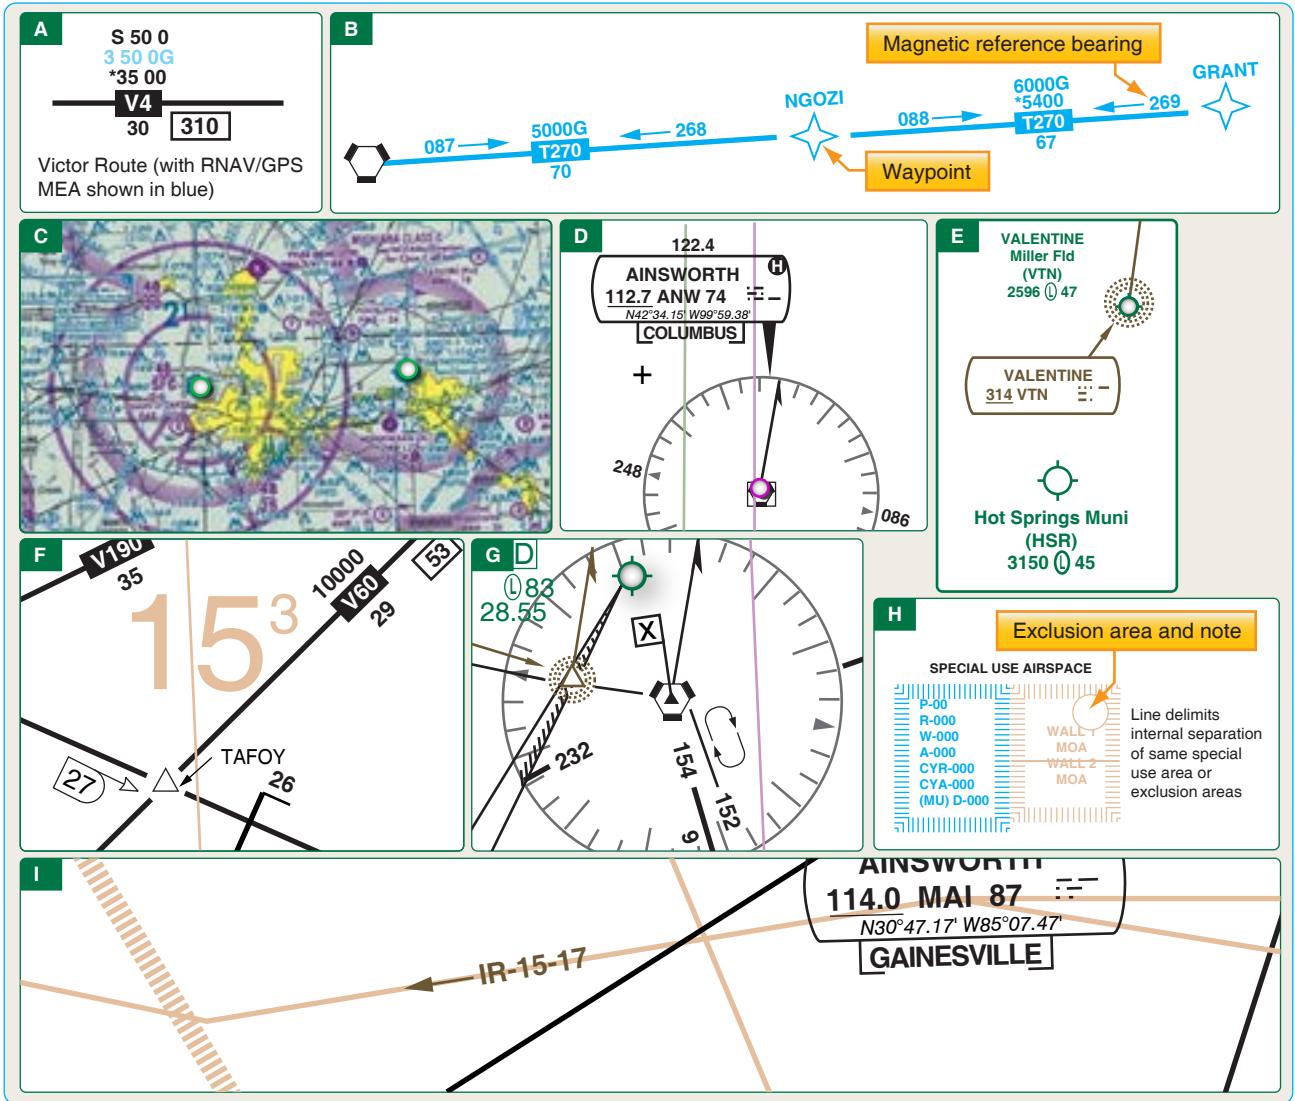 A
S 50 0
3 50 0G
*35 00
V4
30
310
Victor Route (with RNAV/GPS
MEA shown in blue)
B
Magnetic reference bearing
GRANT
NGOZI
6000G
*5400
T270
67
269
088
5000G
T270
70
268
087
Waypoint
C
D
122.4
H
AINSWORTH
112.7 ANW 74
N42°34.15' W99°59.38'
COLUMBUS
248
086
E
VALENTINE
Miller Fld
(VTN)
2596 L 47
VALENTINE
314 VTN
Hot Springs Muni
(HSR)
3150 L 45
F
V190
35
10000
V60
29
53
15³
TAFOY
27
26
G
D
L 83
28.55
X
232
154
152
9
H
Exclusion area and note
SPECIAL USE AIRSPACE
P-00
R-000
W-000
A-000
CYR-000
CYA-000
(MU) D-000
WALL 1
MOA
WALL 2
MOA
Line delimits
internal separation
of same special
use area or
exclusion areas
I
AINSWORTH
114.0 MAI 87
N30°47.17' W85°07.47'
GAINESVILLE
IR-15-17